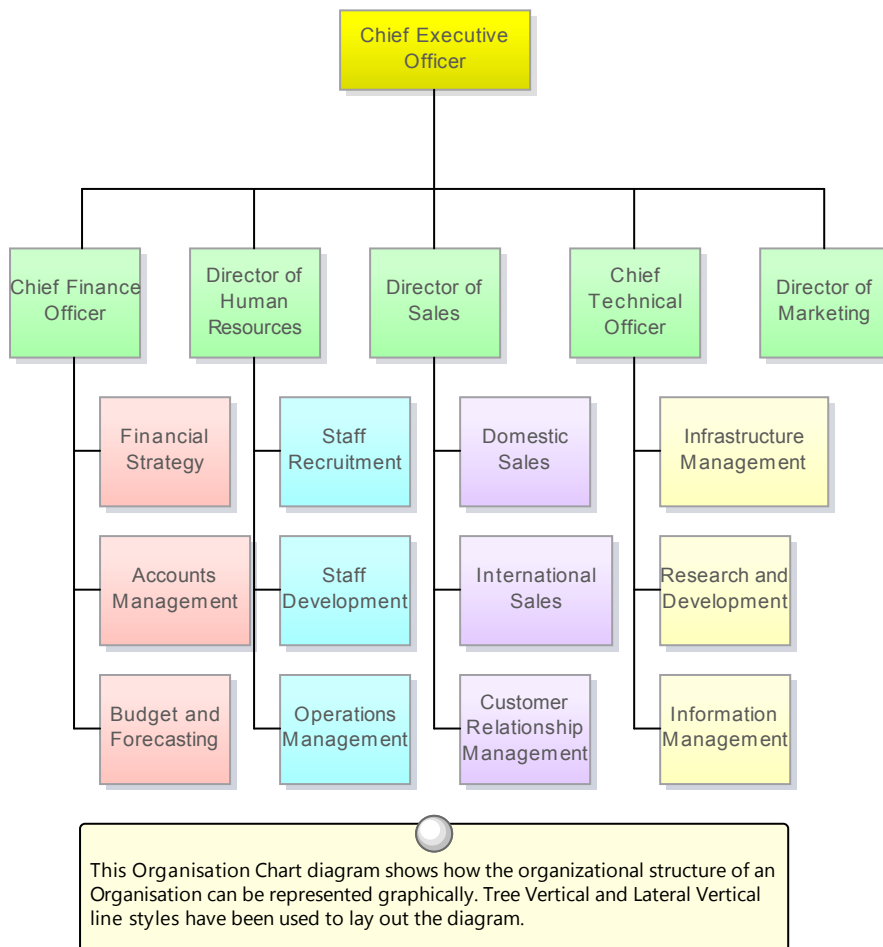 Chief Executive
Officer
Chief Finance
Officer
Director of
Human
Resources
Director of
Sales
Chief
Technical
Officer
Director of
Marketing
Financial
Strategy
Staff
Recruitment
Domestic
Sales
Infrastructure
Management
Accounts
Management
Staff
Development
International
Sales
Research and
Development
Budget and
Forecasting
Operations
Management
Customer
Relationship
Management
Information
Management
This Organisation Chart diagram shows how the organizational structure of an
Organisation can be represented graphically. Tree Vertical and Lateral Vertical
line styles have been used to lay out the diagram.